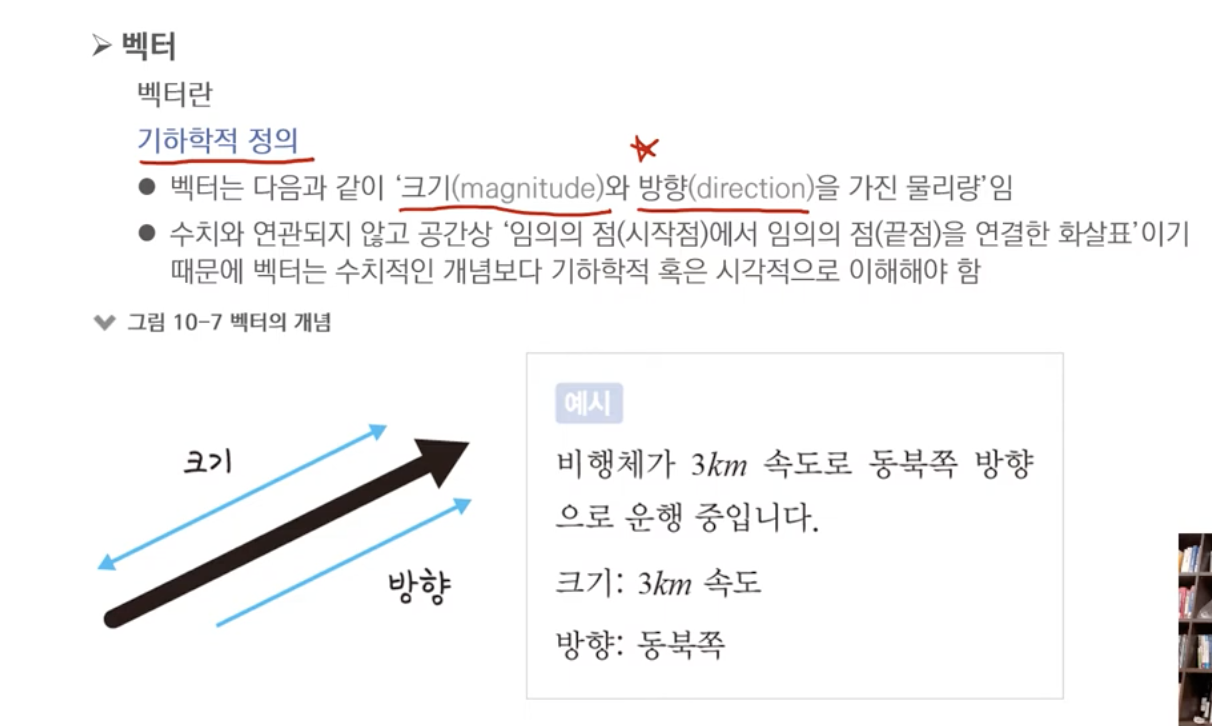 ➢ 벡터
벡터란
기하학적 정의
● 벡터는 다음과 같이 ‘크기(magnitude)와 방향(direction)을 가진 물리량’임
● 수치와 연관되지 않고 공간상 ‘임의의 점(시작점)에서 임의의 점(끝점)을 연결한 화살표’이기
때문에 벡터는 수치적인 개념보다 기하학적 혹은 시각적으로 이해해야 함
그림 10-7 벡터의 개념
크기
방향
예시
비행체가 3km 속도로 동북쪽 방향
으로 운행 중입니다.
크기: 3km 속도
방향: 동북쪽